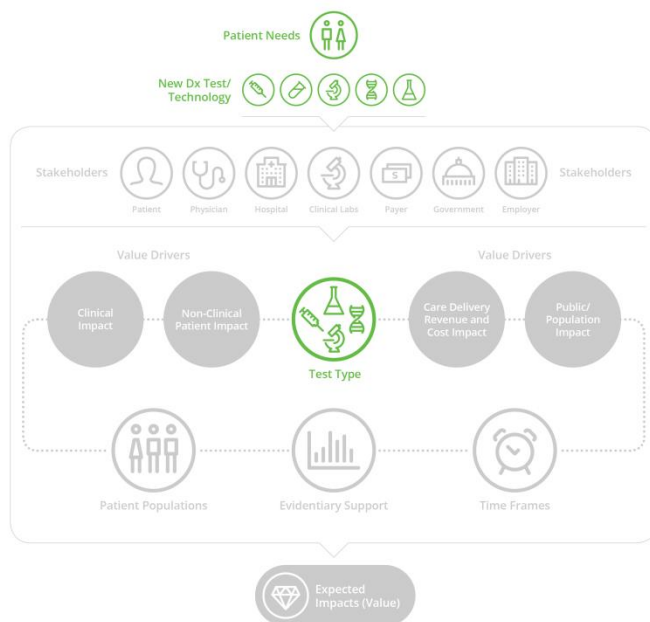 Patient Needs
New Dx Test/
Technology
Stakeholders
Stakeholders
Patient
Physician
Hospital
Clinical Labs
Payer
Government
Employer
Value Drivers
Value Drivers
Clinical
Impact
Non-Clinical
Patient Impact
Care Delivery
Revenue and
Cost Impact
Public/
Population
Impact
Test Type
Patient Populations
Evidentiary Support
Time Frames
Expected
Impacts (Value)